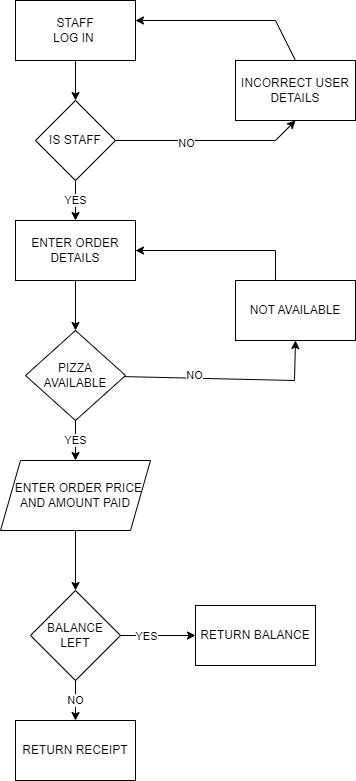 STAFF
LOG IN
INCORRECT USER
DETAILS
IS STAFF
NO
YES
ENTER ORDER
DETAILS
NOT AVAILABLE
PIZZA
AVAILABLE
NO
YES
ENTER ORDER PRICE
AND AMOUNT PAID
BALANCE
LEFT
YES
RETURN BALANCE
NO
RETURN RECEIPT